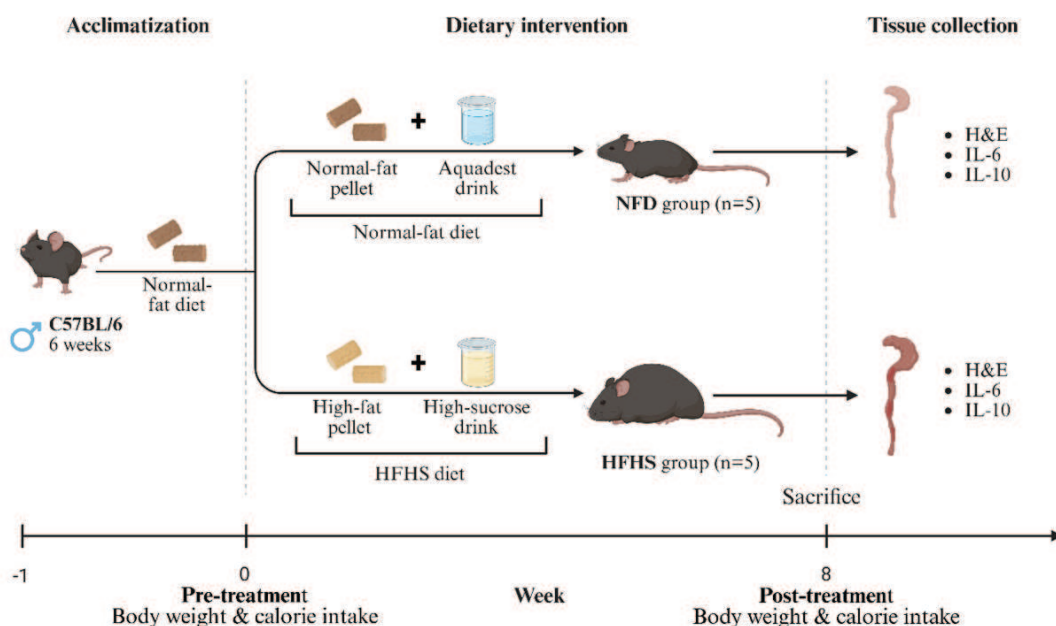 Acclimatization
Dietary intervention
Tissue collection
Normal-fat
pellet
+
Aquadest
drink
Normal-fat diet
NFD group (n=5)
• H&E
• IL-6
• IL-10
C57BL/6
6 weeks
Normal-
fat diet
High-fat
pellet
+
High-sucrose
drink
HFHS diet
HFHS group (n=5)
• H&E
• IL-6
• IL-10
Sacrifice
-1
0
Week
8
Pre-treatment
Body weight & calorie intake
Post-treatment
Body weight & calorie intake